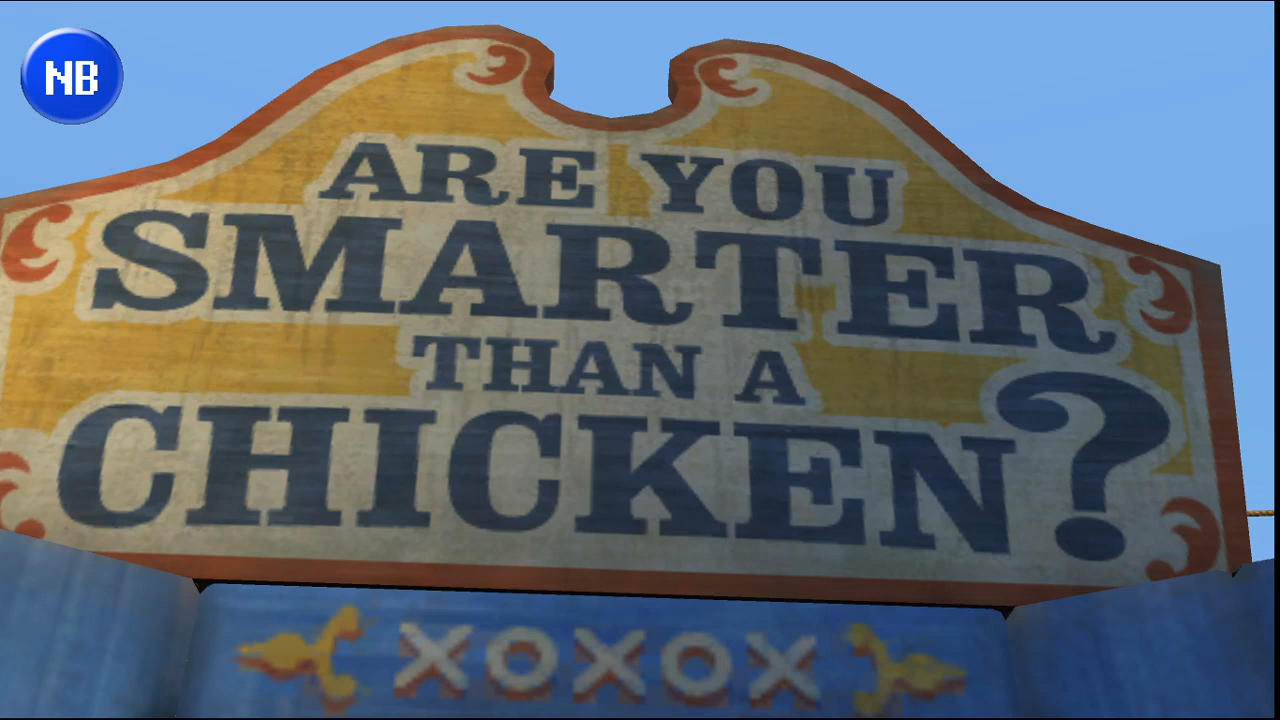 NB
ARE YOU
SMARTER
THAN A
CHICKEN?
XOXOX